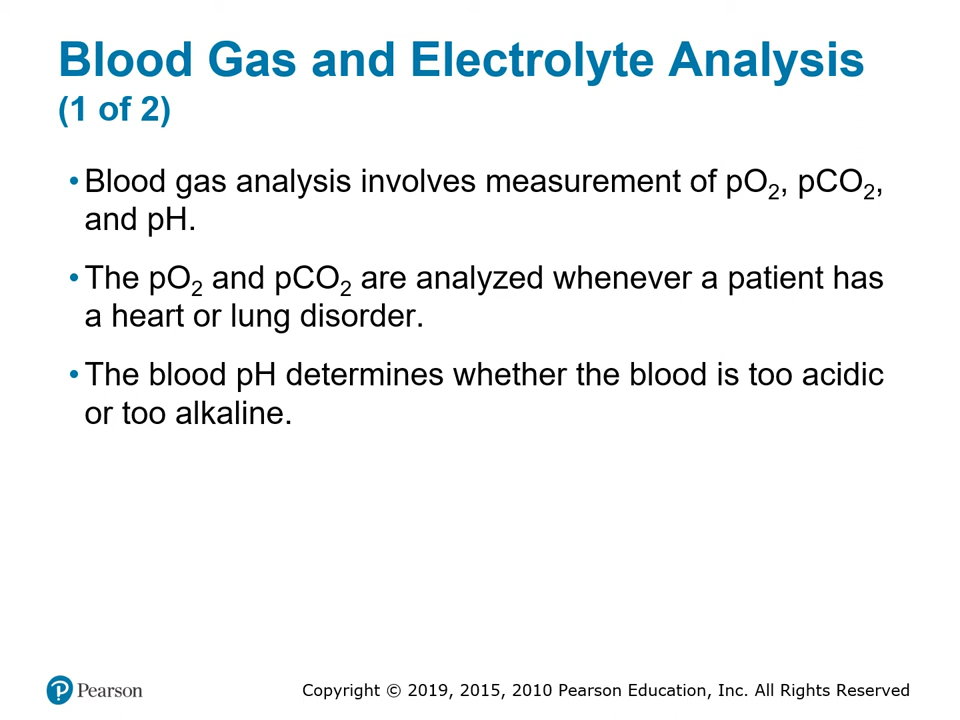 Blood Gas and Electrolyte Analysis
(1 of 2)
• Blood gas analysis involves measurement of pO₂, pCO₂,
and pH.
• The pO₂ and pCO₂ are analyzed whenever a patient has
a heart or lung disorder.
• The blood pH determines whether the blood is too acidic
or too alkaline.
Pearson
Copyright © 2019, 2015, 2010 Pearson Education, Inc. All Rights Reserved